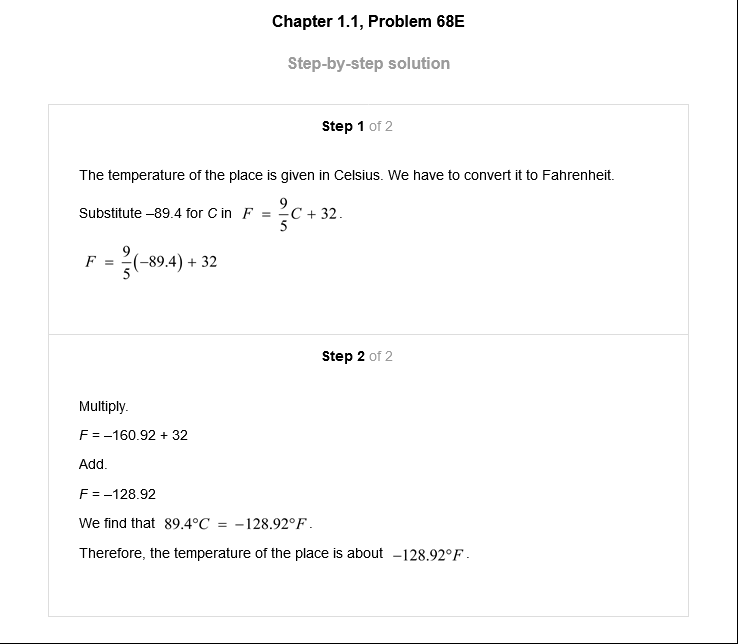 Chapter 1.1, Problem 68E
Step-by-step solution
Step 1 of 2
The temperature of the place is given in Celsius. We have to convert it to Fahrenheit.
Substitute –89.4 for C in F = 9/5 C + 32.
F = 9/5 (−89.4) + 32
Step 2 of 2
Multiply.
F = –160.92 + 32
Add.
F = –128.92
We find that 89.4°C = −128.92°F.
Therefore, the temperature of the place is about −128.92°F.